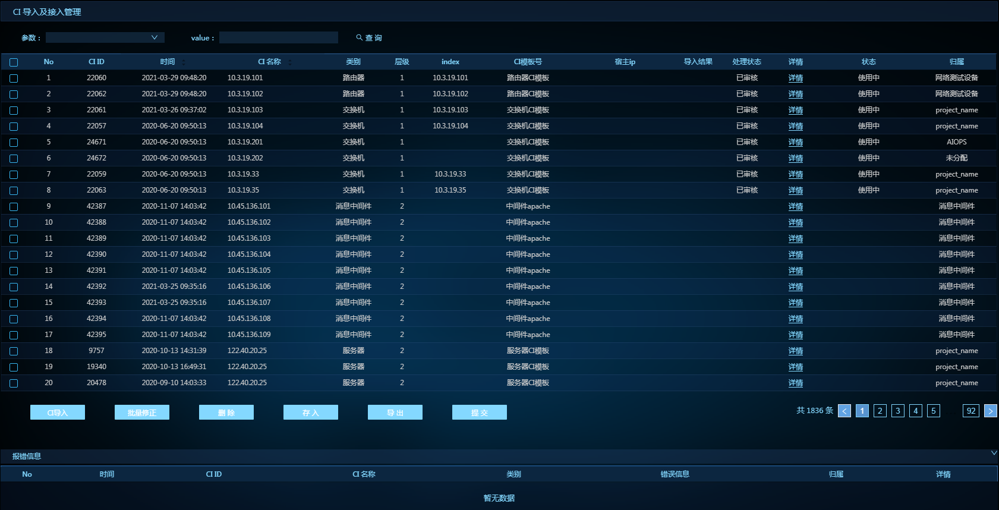 CI 导入及接入管理
参数： value： 查 询
No CI ID 时间 CI 名称 类别 层级 index CI模板号 宿主ip 导入结果 处理状态 详情 状态 归属
1 22060 2021-03-29 09:48:20 10.3.19.101 路由器 1 10.3.19.101 路由器CI模板 已审核 详情 使用中 网络测试设备
2 22062 2021-03-29 09:48:20 10.3.19.102 路由器 1 10.3.19.102 路由器CI模板 已审核 详情 使用中 网络测试设备
3 22061 2021-03-26 09:37:02 10.3.19.103 交换机 1 10.3.19.103 交换机CI模板 已审核 详情 使用中 project_name
4 22057 2020-06-20 09:50:13 10.3.19.104 交换机 1 10.3.19.104 交换机CI模板 已审核 详情 使用中 project_name
5 24671 2020-06-20 09:50:13 10.3.19.201 交换机 1 交换机CI模板 已审核 详情 使用中 AIOPS
6 24672 2020-06-20 09:50:13 10.3.19.202 交换机 1 交换机CI模板 已审核 详情 使用中 未分配
7 22059 2020-06-20 09:50:13 10.3.19.33 交换机 1 10.3.19.33 交换机CI模板 已审核 详情 使用中 project_name
8 22063 2020-06-20 09:50:13 10.3.19.35 交换机 1 10.3.19.35 交换机CI模板 已审核 详情 使用中 project_name
9 42387 2020-11-07 14:03:42 10.45.136.101 消息中间件 2 中间件apache 详情 消息中间件
10 42388 2020-11-07 14:03:42 10.45.136.102 消息中间件 2 中间件apache 详情 消息中间件
11 42389 2020-11-07 14:03:42 10.45.136.103 消息中间件 2 中间件apache 详情 消息中间件
12 42390 2020-11-07 14:03:42 10.45.136.104 消息中间件 2 中间件apache 详情 消息中间件
13 42391 2020-11-07 14:03:42 10.45.136.105 消息中间件 2 中间件apache 详情 消息中间件
14 42392 2021-03-25 09:35:16 10.45.136.106 消息中间件 2 中间件apache 详情 消息中间件
15 42393 2021-03-25 09:35:16 10.45.136.107 消息中间件 2 中间件apache 详情 消息中间件
16 42394 2020-11-07 14:03:42 10.45.136.108 消息中间件 2 中间件apache 详情 消息中间件
17 42395 2020-11-07 14:03:42 10.45.136.109 消息中间件 2 中间件apache 详情 消息中间件
18 9757 2020-10-13 14:31:39 122.40.20.25 服务器 2 服务器CI模板 详情 project_name
19 19340 2020-10-13 16:49:31 122.40.20.25 服务器 2 服务器CI模板 详情 project_name
20 20478 2020-09-10 14:03:33 122.40.20.25 服务器 2 服务器CI模板 详情 project_name
CI导入 批量修正 删 除 存 入 导 出 提 交 共 1836 条 < 1 2 3 4 5 92 >
报错信息
No 时间 CI ID CI 名称 类别 错误信息 归属 详情
暂无数据